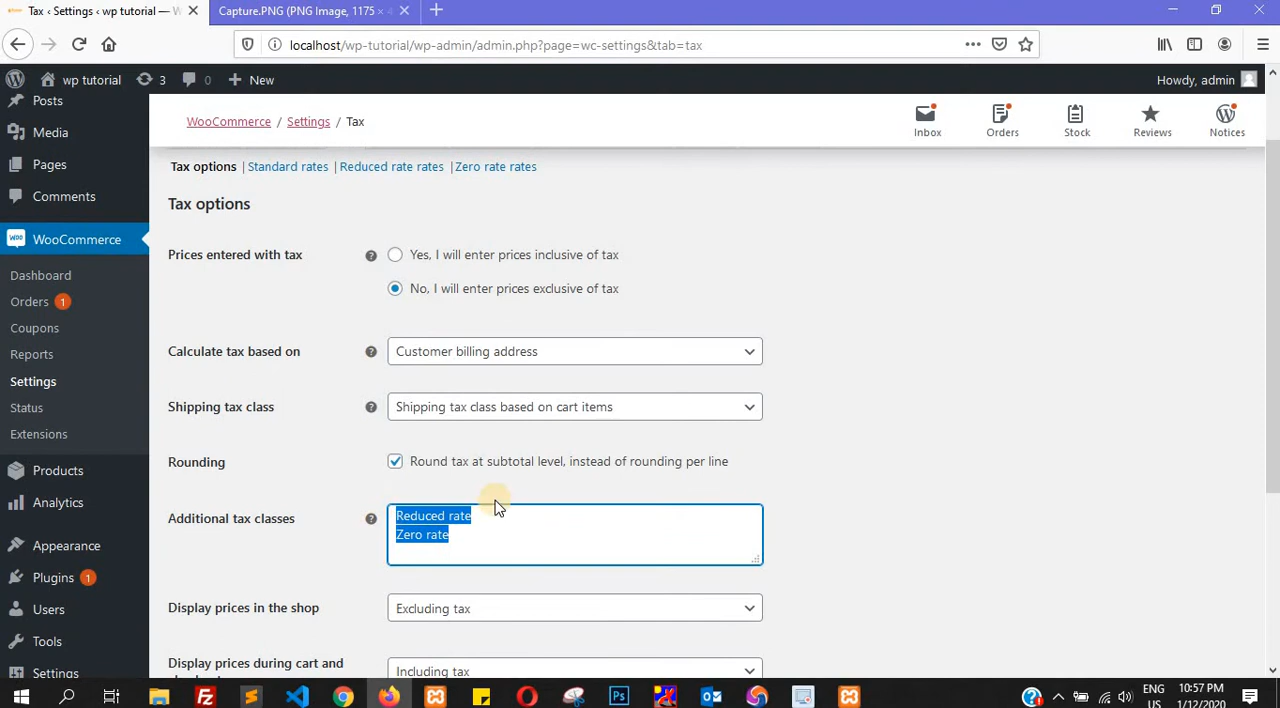 Tax ‹ Settings ‹ wp tutorial — W
Capture.PNG (PNG Image, 1175 ×
localhost/wp-tutorial/wp-admin/admin.php?page=wc-settings&tab=tax
wp tutorial
3
0
New
Howdy, admin
Posts
Media
Pages
Comments
WooCommerce
Dashboard
Orders 1
Coupons
Reports
Settings
Status
Extensions
Products
Analytics
Appearance
Plugins 1
Users
Tools
Settings
WooCommerce / Settings / Tax
Inbox
Orders
Stock
Reviews
Notices
Tax options | Standard rates | Reduced rate rates | Zero rate rates
Tax options
Prices entered with tax
Yes, I will enter prices inclusive of tax
No, I will enter prices exclusive of tax
Calculate tax based on
Customer billing address
Shipping tax class
Shipping tax class based on cart items
Rounding
Round tax at subtotal level, instead of rounding per line
Additional tax classes
Reduced rate
Zero rate
Display prices in the shop
Excluding tax
Display prices during cart and
Including tax
ENG
US
10:57 PM
1/12/2020